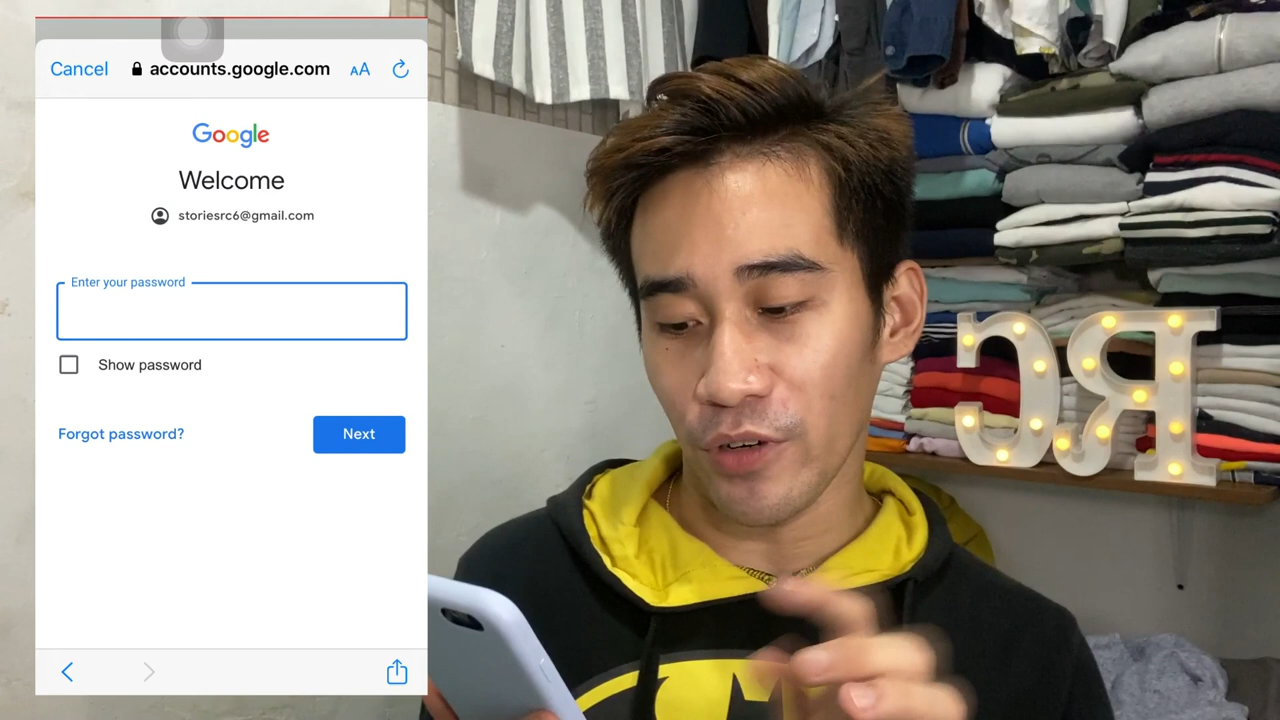 Cancel
accounts.google.com
AA
Google
Welcome
storiesrc6@gmail.com
Enter your password
Show password
Forgot password?
Next
RC